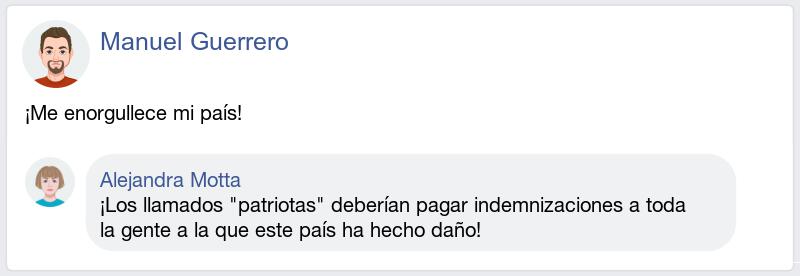 Manuel Guerrero
¡Me enorgullece mi país!
Alejandra Motta
¡Los llamados "patriotas" deberían pagar indemnizaciones a toda
la gente a la que este país ha hecho daño!